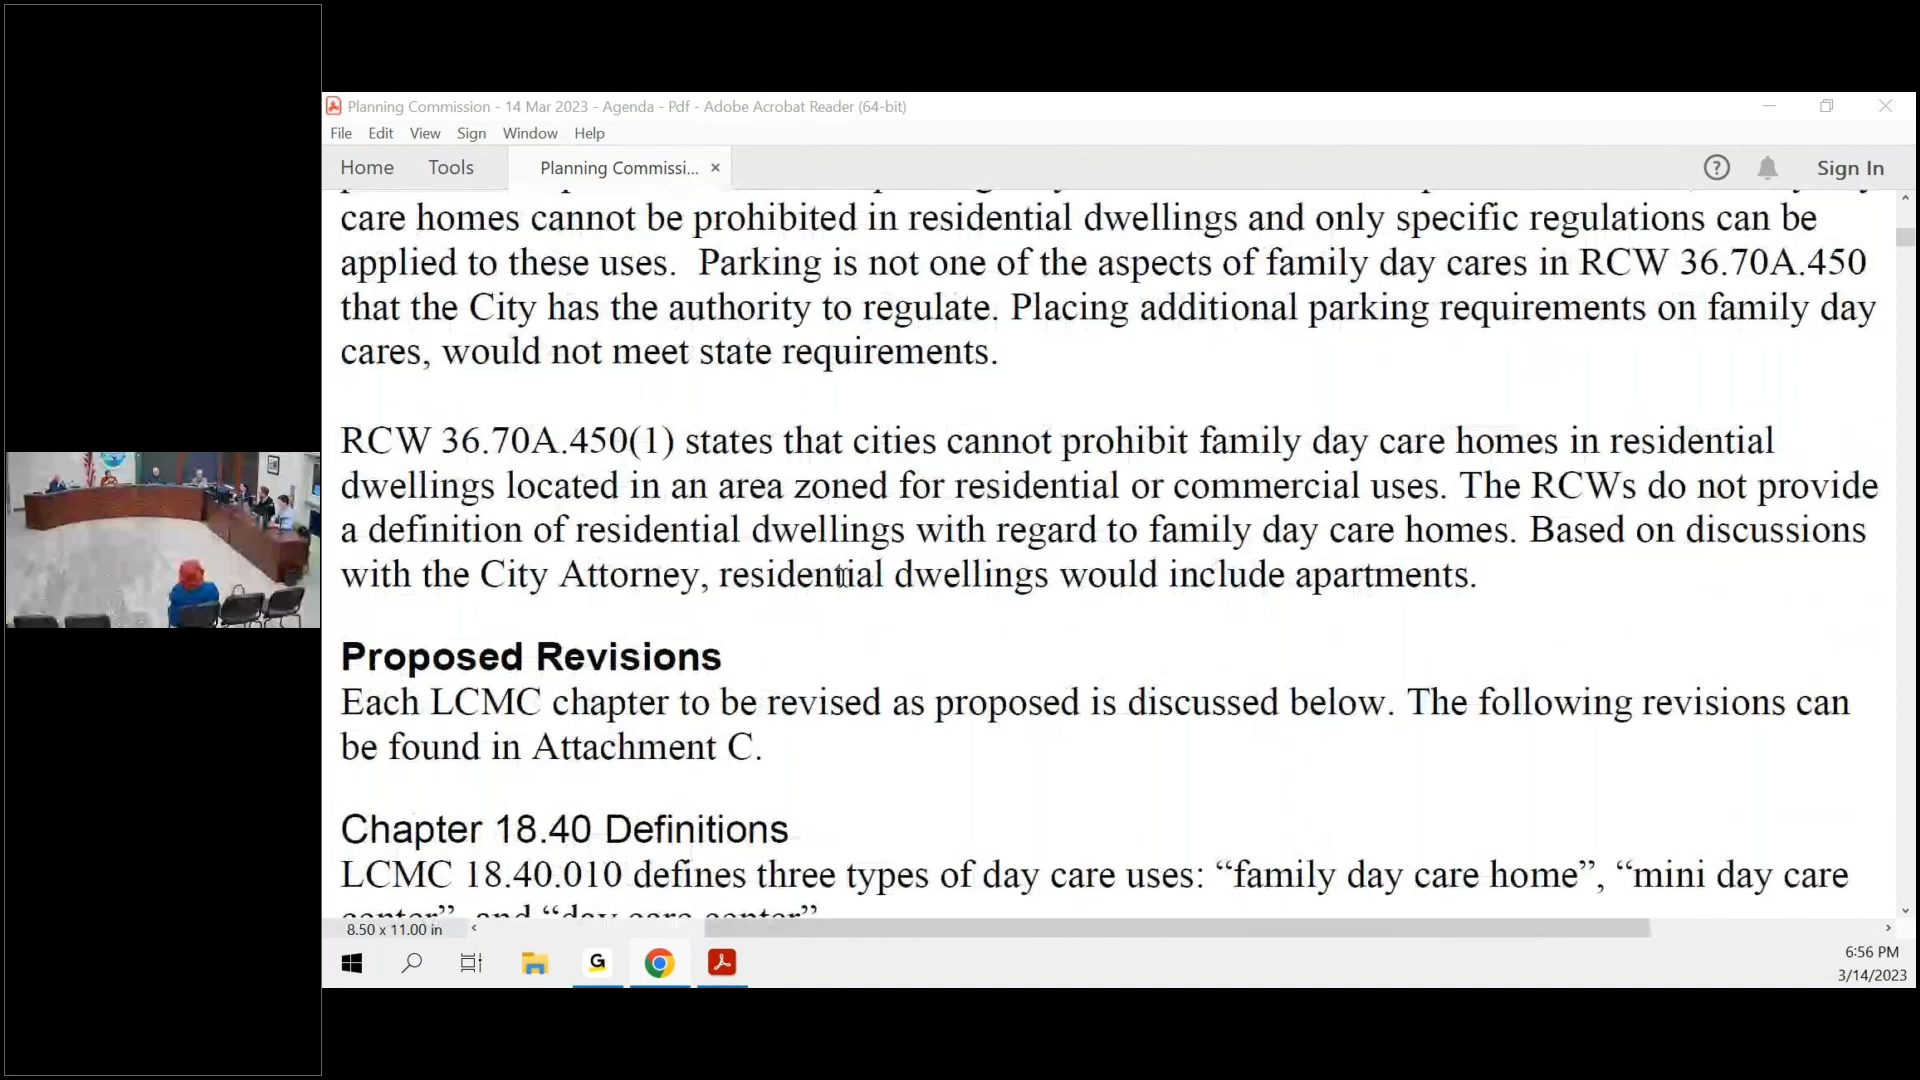 Planning Commission - 14 Mar 2023 - Agenda - Pdf - Adobe Acrobat Reader (64-bit)
File Edit View Sign Window Help
Home Tools Planning Commissi... × Sign In
care homes cannot be prohibited in residential dwellings and only specific regulations can be
applied to these uses. Parking is not one of the aspects of family day cares in RCW 36.70A.450
that the City has the authority to regulate. Placing additional parking requirements on family day
cares, would not meet state requirements.
RCW 36.70A.450(1) states that cities cannot prohibit family day care homes in residential
dwellings located in an area zoned for residential or commercial uses. The RCWs do not provide
a definition of residential dwellings with regard to family day care homes. Based on discussions
with the City Attorney, residential dwellings would include apartments.
Proposed Revisions
Each LCMC chapter to be revised as proposed is discussed below. The following revisions can
be found in Attachment C.
Chapter 18.40 Definitions
LCMC 18.40.010 defines three types of day care uses: “family day care home”, “mini day care
center”, and “day care center”
8.50 x 11.00 in
G
6:56 PM
3/14/2023